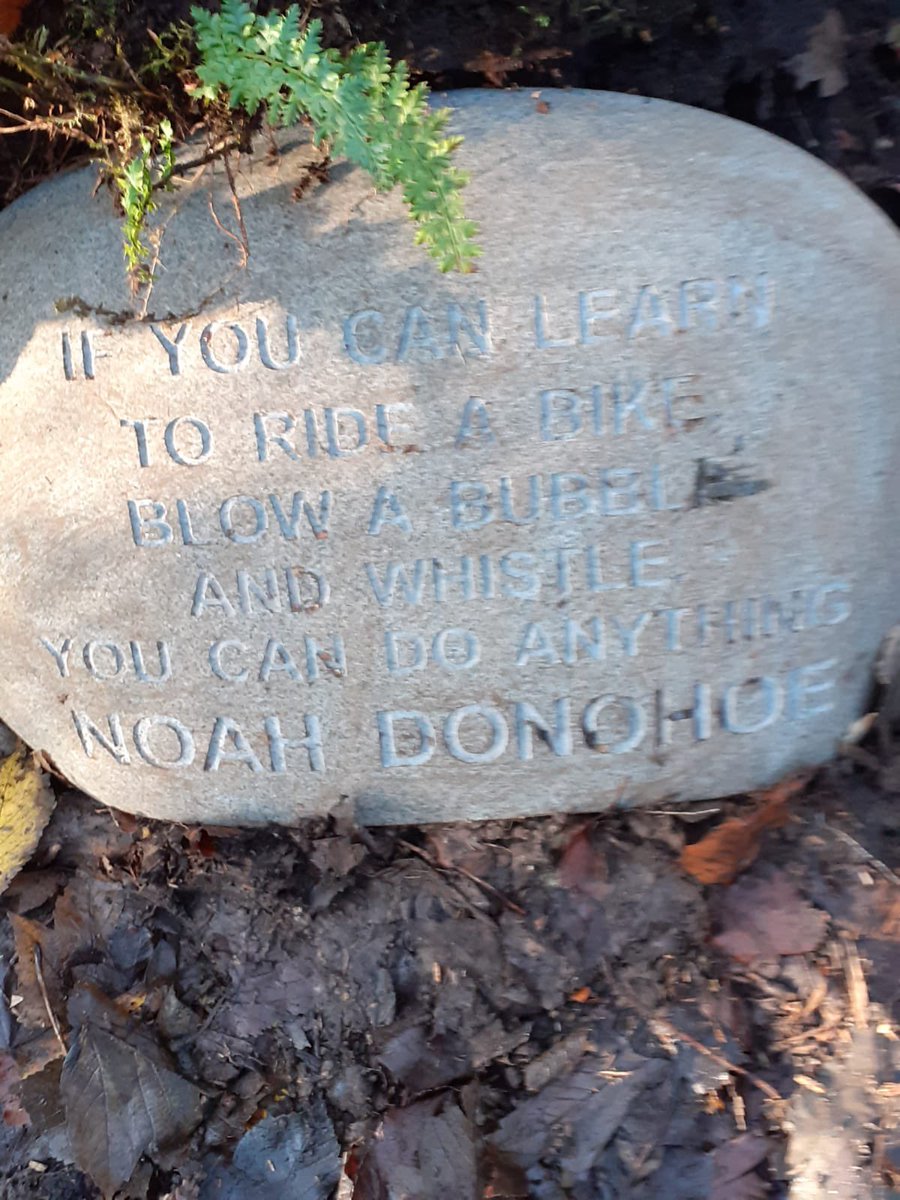 IF YOU CAN LEARN
TO RIDE A BIKE
BLOW A BUBBLE
AND WHISTLE
YOU CAN DO ANYTHING
NOAH DONOHOE